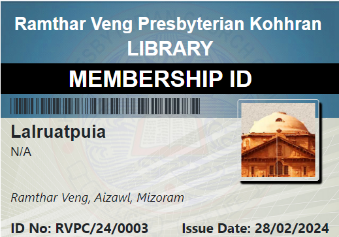 Ramthar Veng Presbyterian Kohhran
LIBRARY
MEMBERSHIP ID
Lalruatpuia
N/A
Ramthar Veng, Aizawl, Mizoram
ID No: RVPC/24/0003 Issue Date: 28/02/2024